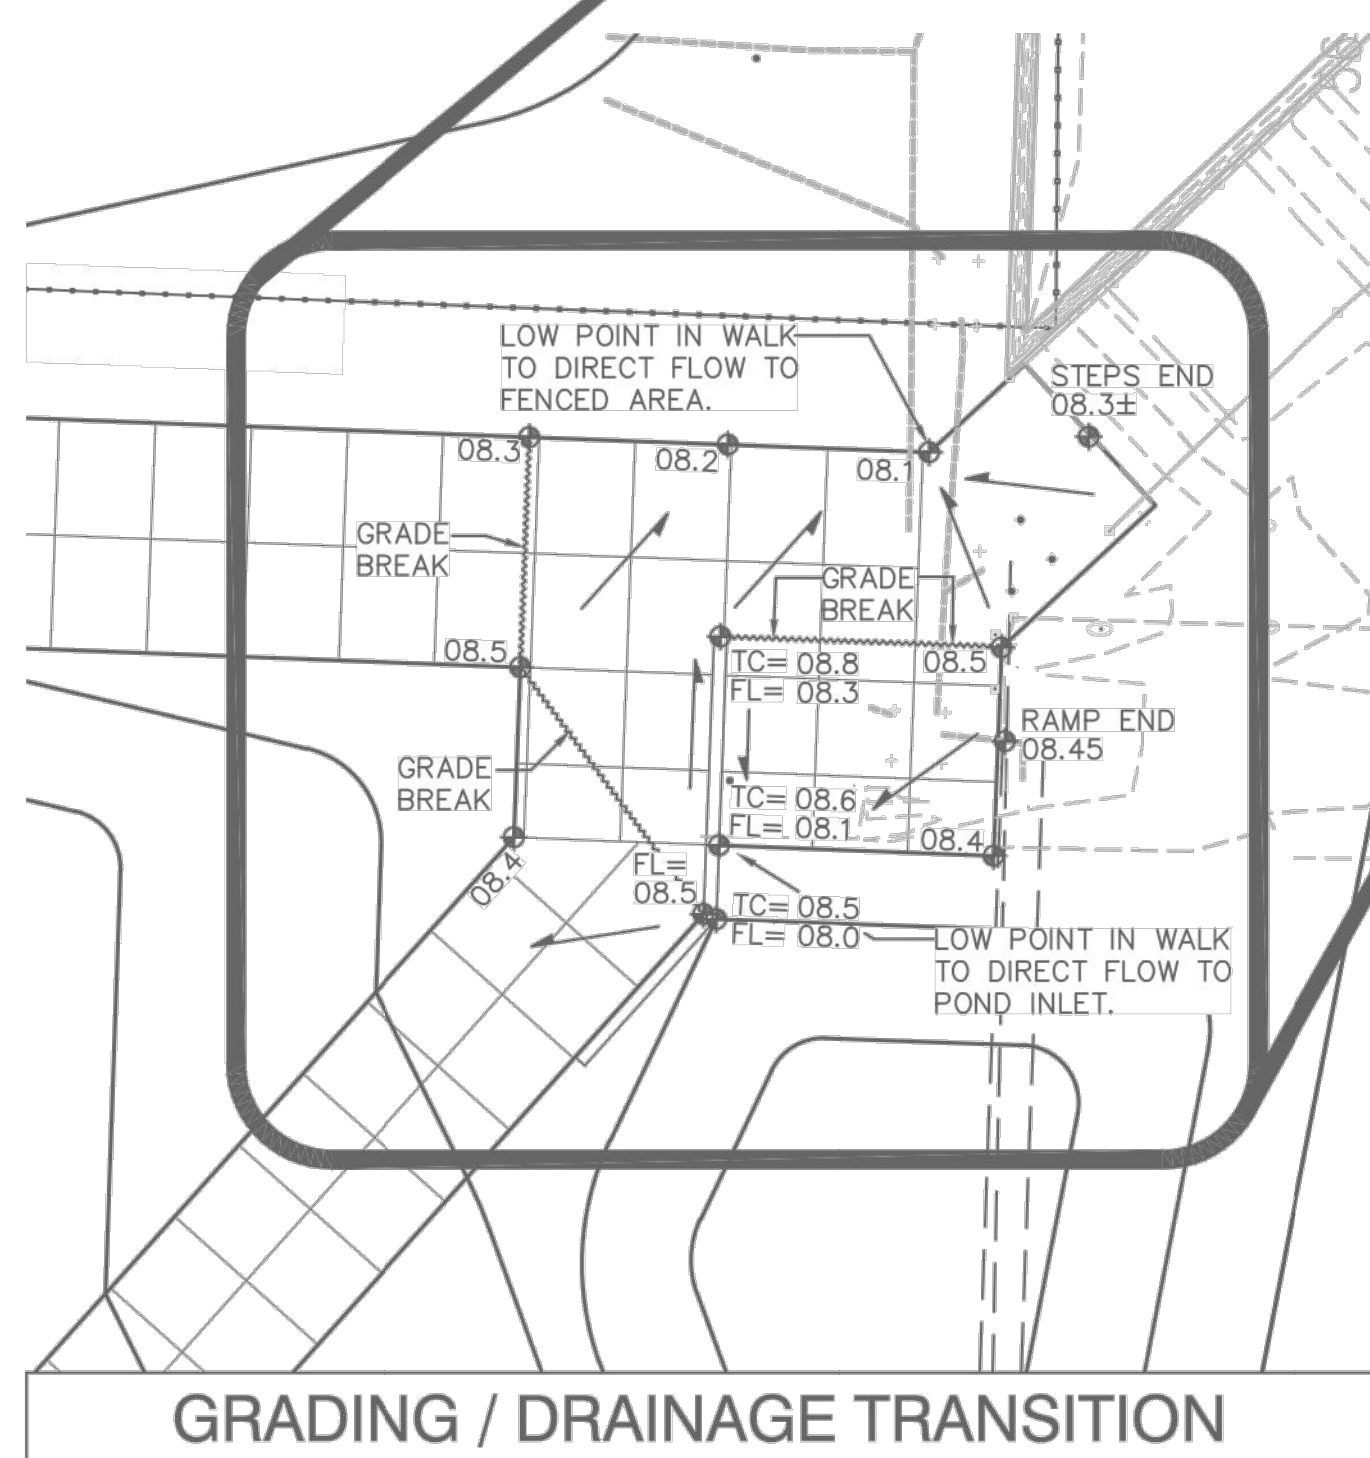 LOW POINT IN WALK
TO DIRECT FLOW TO
FENCED AREA.
STEPS END
08.3±
08.3
08.2
08.1
GRADE
BREAK
GRADE
BREAK
08.5
TC= 08.8
FL= 08.3
08.5
RAMP END
08.45
GRADE
BREAK
TC= 08.6
FL= 08.1
08.4
08.4
FL=
08.5
TC= 08.5
FL= 08.0
LOW POINT IN WALK
TO DIRECT FLOW TO
POND INLET.
GRADING / DRAINAGE TRANSITION